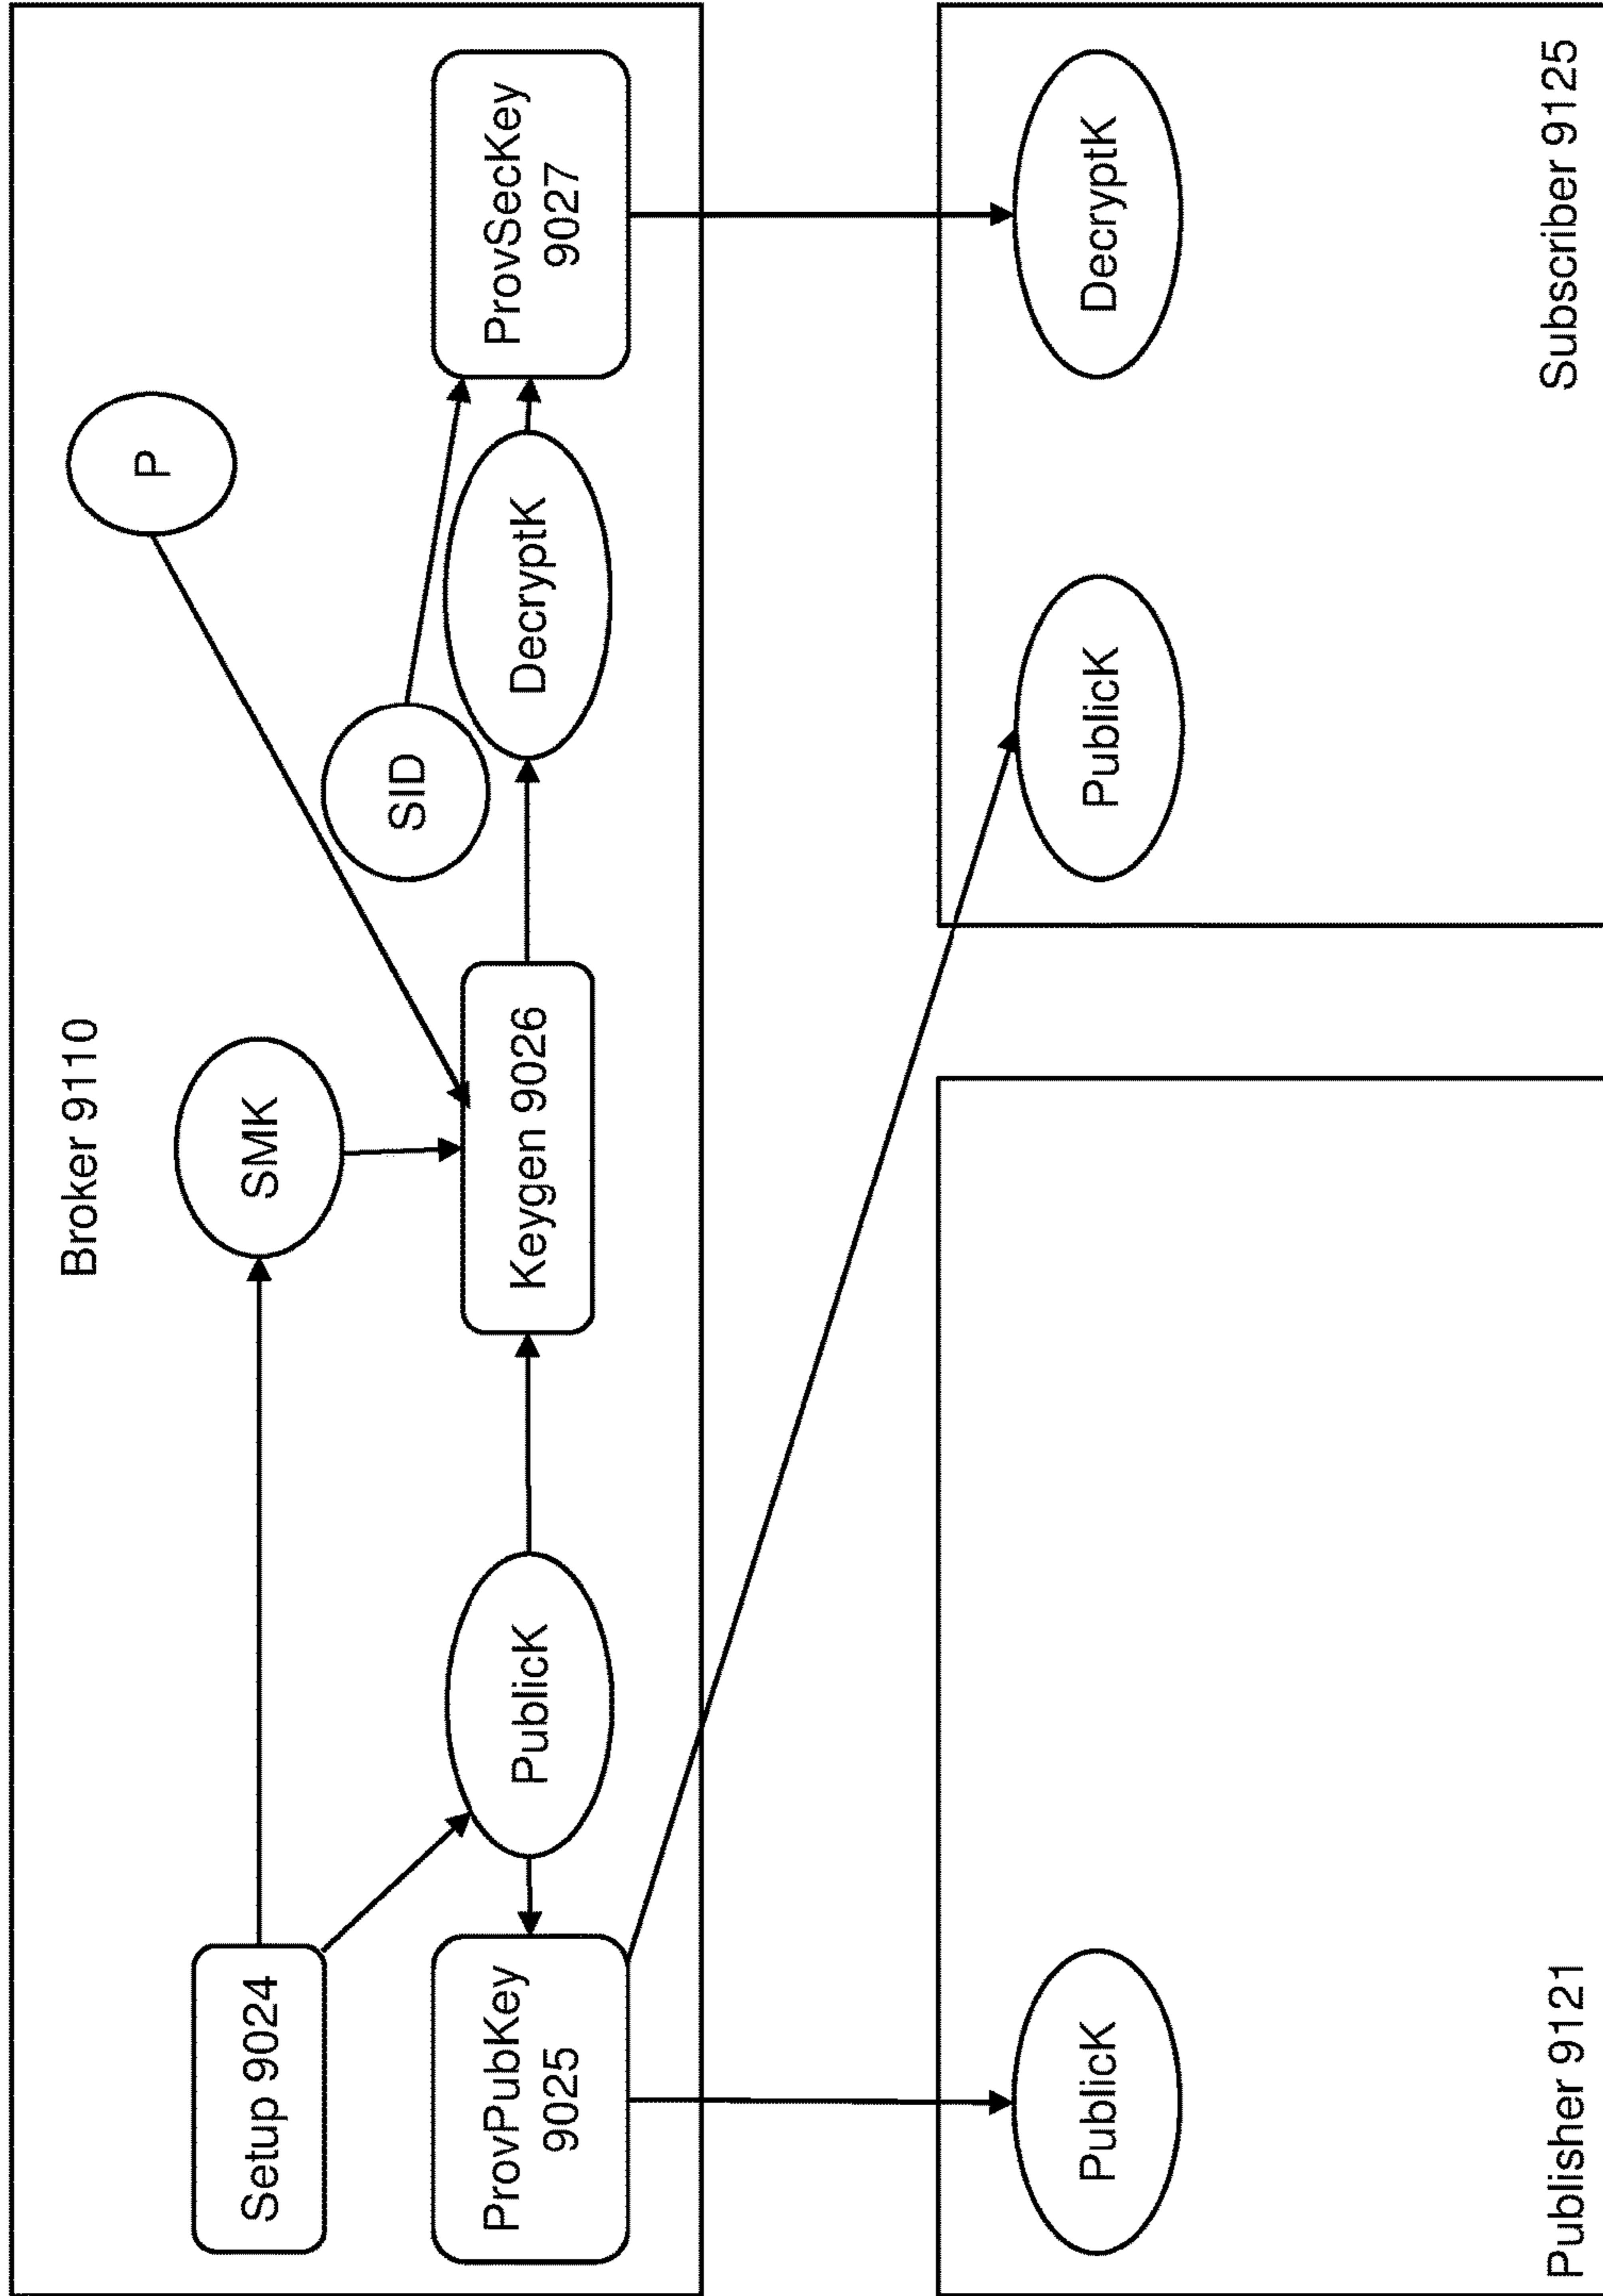 Broker 9110
P
SMK
Setup 9024
SID
ProvPubKey
9025
PublicK
Keygen 9026
DecryptK
ProvSecKey
9027
PublicK
PublicK
DecryptK
Publisher 9121
Subscriber 9125